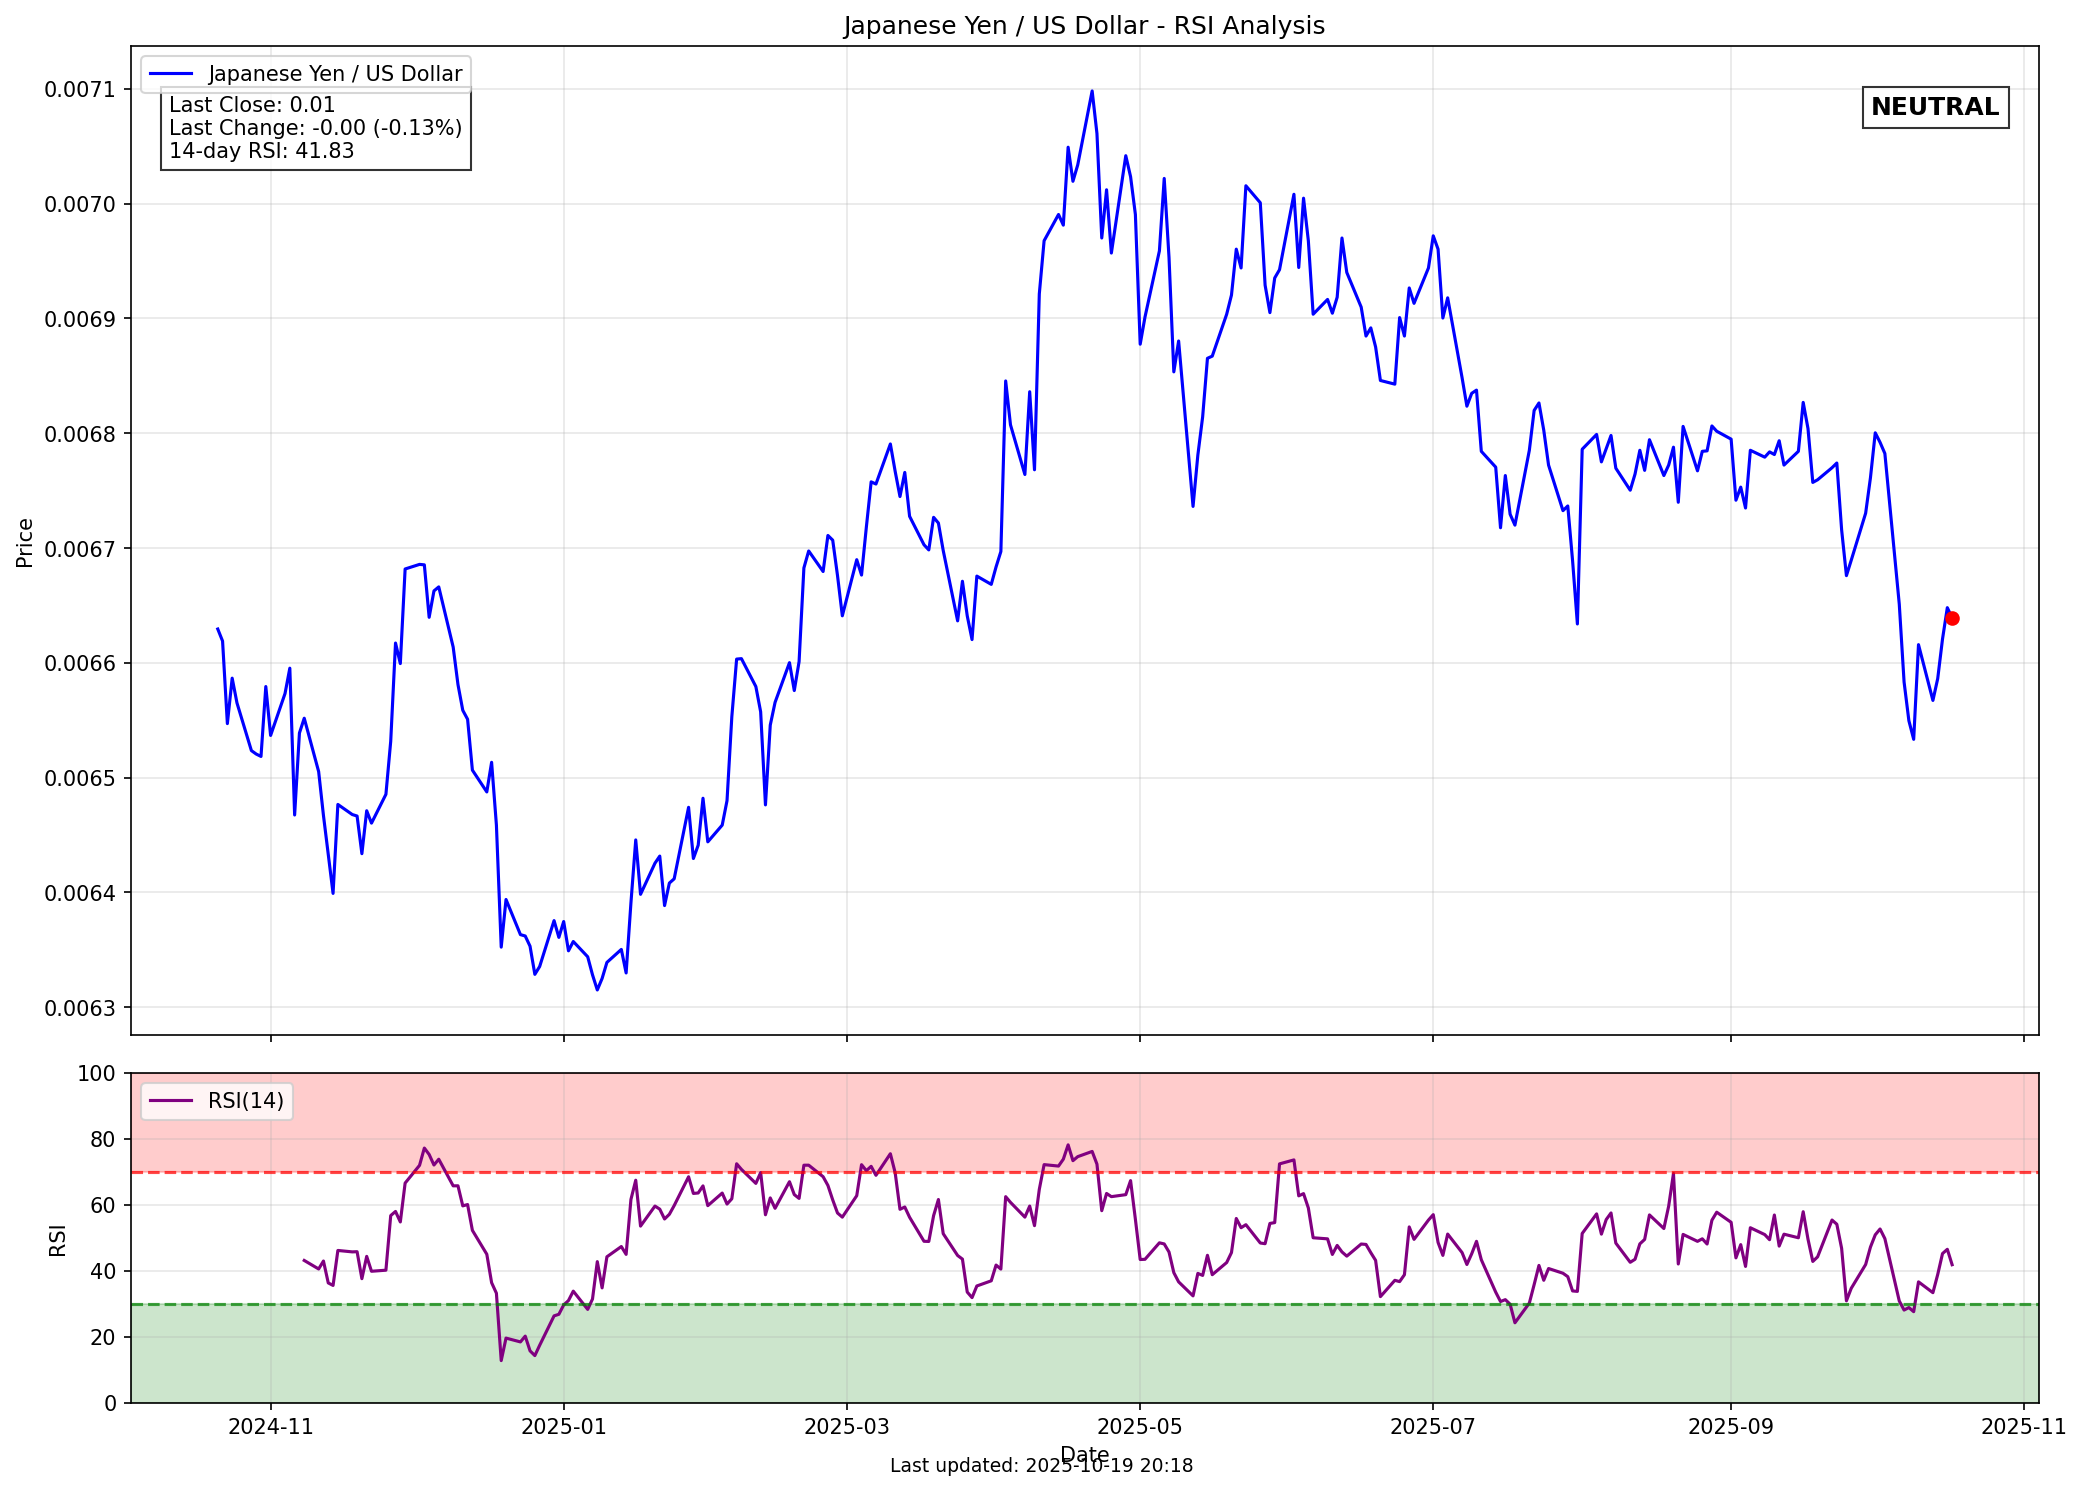 Japanese Yen / US Dollar - RSI Analysis
Japanese Yen / US Dollar
Last Close: 0.01
Last Change: -0.00 (-0.13%)
14-day RSI: 41.83
NEUTRAL
0.0071
0.0070
0.0069
0.0068
0.0067
0.0066
0.0065
0.0064
0.0063
Price
RSI(14)
100
80
60
40
20
0
RSI
2024-11
2025-01
2025-03
2025-05
2025-07
2025-09
2025-11
Date
Last updated: 2025-10-19 20:18